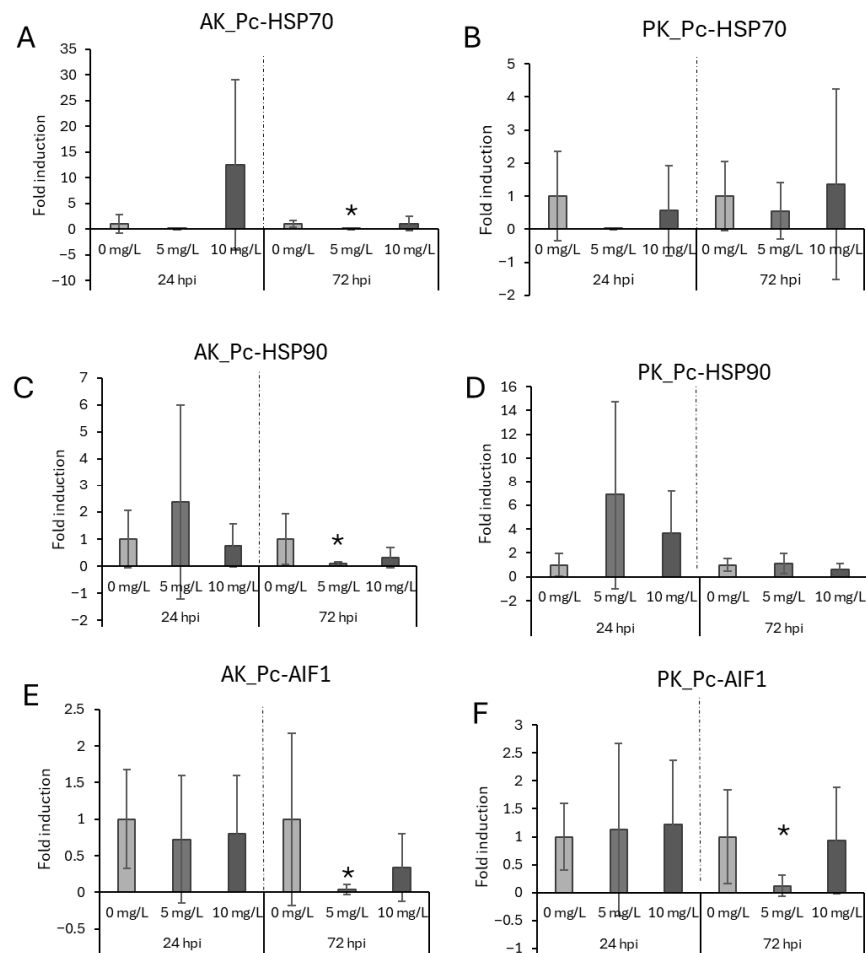 A
AK_Pc-HSP70
Fold induction
35
30
25
20
15
10
5
0
−5
−10
*
0 mg/L 5 mg/L 10 mg/L 0 mg/L 5 mg/L 10 mg/L
24 hpi 72 hpi
B
PK_Pc-HSP70
Fold induction
5
4
3
2
1
0
−1
−2
0 mg/L 5 mg/L 10 mg/L 0 mg/L 5 mg/L 10 mg/L
24 hpi 72 hpi
C
AK_Pc-HSP90
Fold induction
7
6
5
4
3
2
1
0
−1
−2
*
0 mg/L 5 mg/L 10 mg/L 0 mg/L 5 mg/L 10 mg/L
24 hpi 72 hpi
D
PK_Pc-HSP90
Fold induction
16
14
12
10
8
6
4
2
0
−2
0 mg/L 5 mg/L 10 mg/L 0 mg/L 5 mg/L 10 mg/L
24 hpi 72 hpi
E
AK_Pc-AIF1
Fold induction
2.5
2
1.5
1
0.5
0
−0.5
*
0 mg/L 5 mg/L 10 mg/L 0 mg/L 5 mg/L 10 mg/L
24 hpi 72 hpi
F
PK_Pc-AIF1
Fold induction
3
2.5
2
1.5
1
0.5
0
−0.5
−1
*
0 mg/L 5 mg/L 10 mg/L 0 mg/L 5 mg/L 10 mg/L
24 hpi 72 hpi